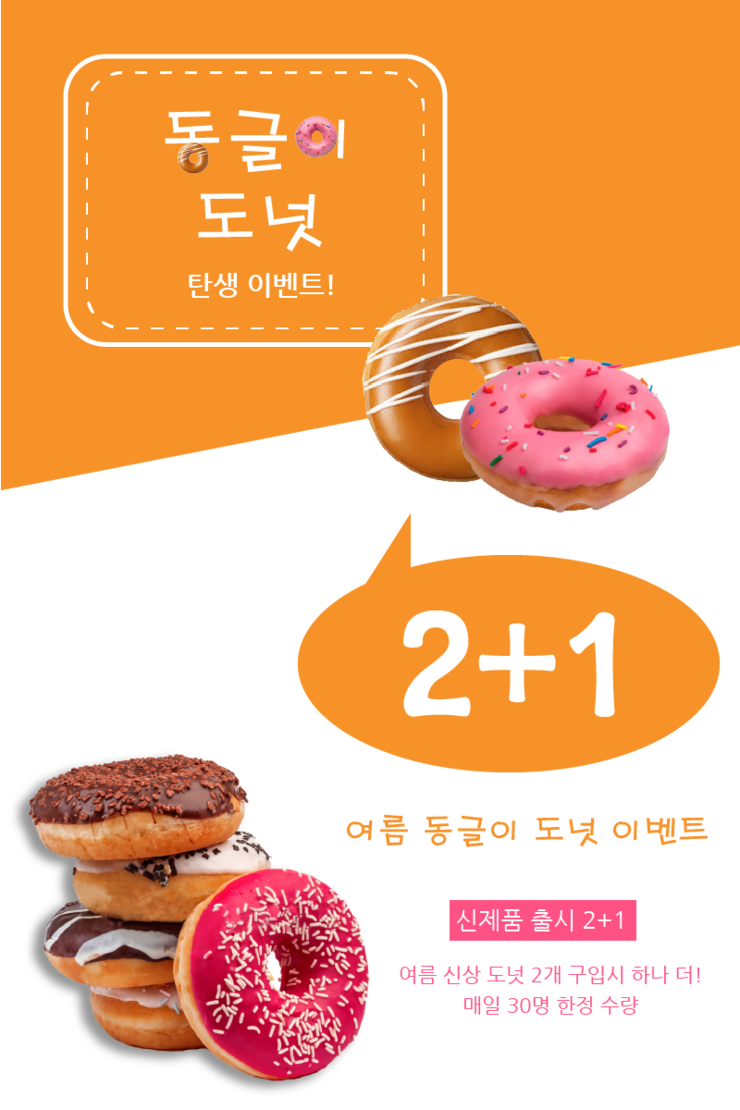 동글이
도넛
탄생 이벤트!
2+1
여름 동글이 도넛 이벤트
신제품 출시 2+1
여름 신상 도넛 2개 구입시 하나 더!
매일 30명 한정 수량